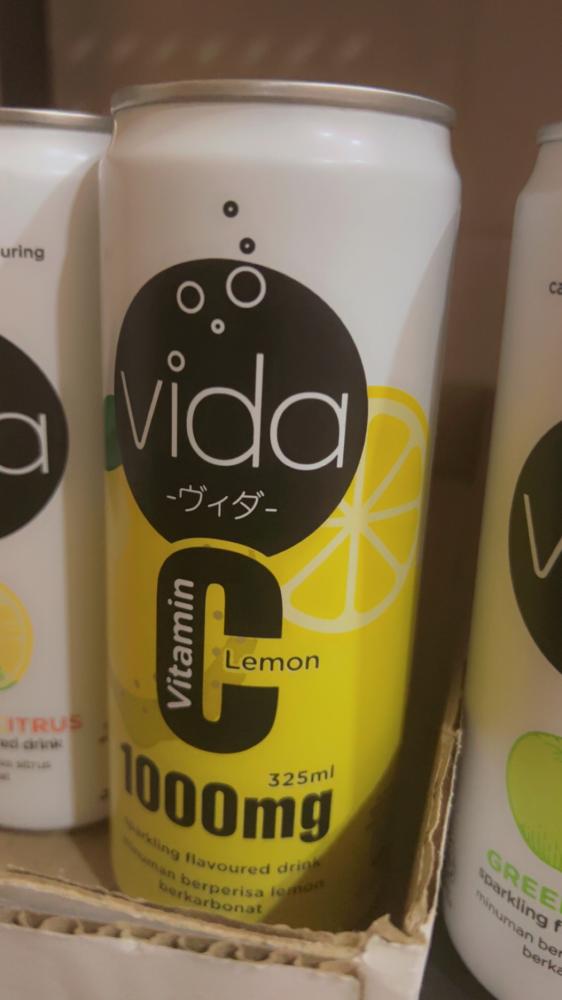 vida
-ヴィダ-
Vitamin
C
Lemon
325ml
1000mg
sparkling flavoured drink
minuman berperisa lemon
berkarbonat
uring
a
ITRUS
ed drink
GREE
sparkling f
minuman ber
berka